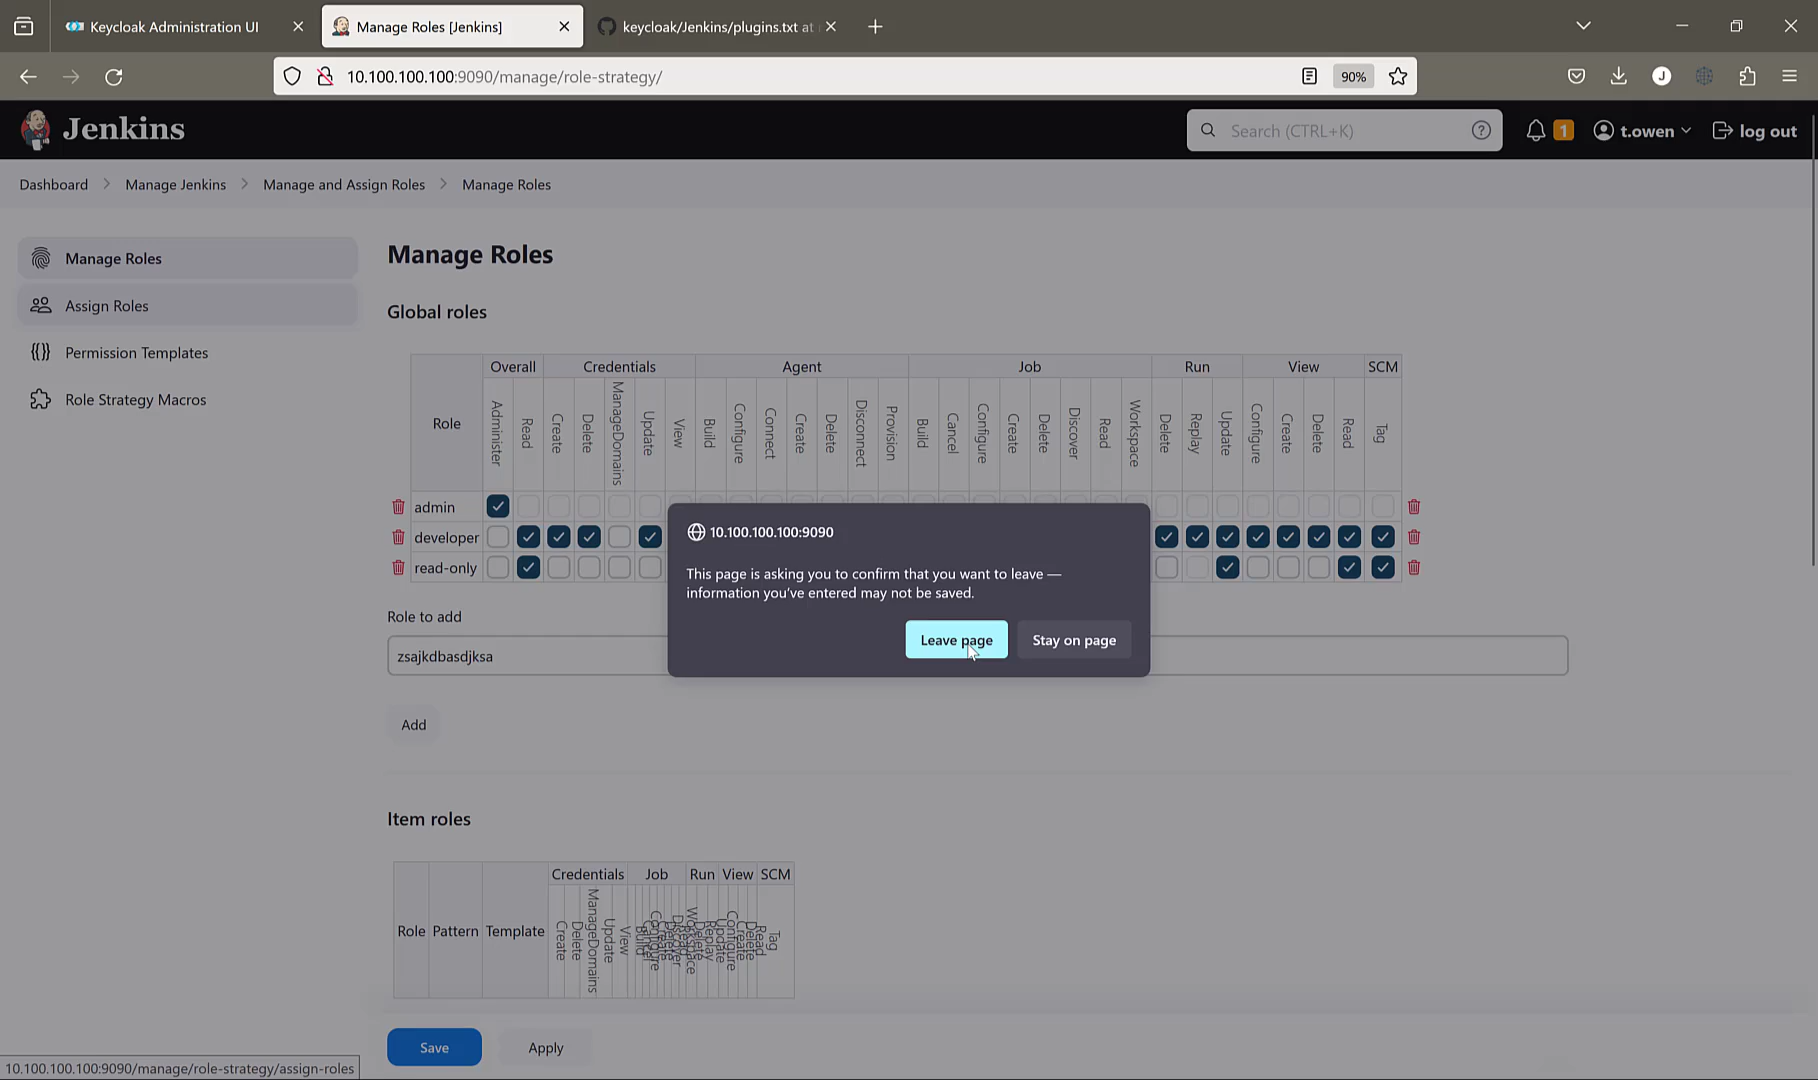 Keycloak Administration UI
Manage Roles [Jenkins]
keycloak/Jenkins/plugins.txt at
10.100.100.100:9090/manage/role-strategy/
90%
J
Jenkins
Search (CTRL+K)
1
t.owen
log out
Dashboard
Manage Jenkins
Manage and Assign Roles
Manage Roles
Manage Roles
Assign Roles
Permission Templates
Role Strategy Macros
Manage Roles
Global roles
Role
Overall
Credentials
Agent
Job
Run
View
SCM
Administer
Read
Create
Delete
ManageDomains
Update
View
Build
Configure
Connect
Create
Delete
Disconnect
Provision
Build
Cancel
Configure
Create
Delete
Discover
Read
Workspace
Delete
Replay
Update
Configure
Create
Delete
Read
Tag
admin
developer
read-only
10.100.100.100:9090
This page is asking you to confirm that you want to leave —
information you've entered may not be saved.
Leave page
Stay on page
Role to add
zsajkdbasdjksa
Add
Item roles
Role
Pattern
Template
Credentials
Job
Run
View
SCM
Create
Delete
ManageDomains
Update
View
Build
Configure
Discover
Workspace
Delete
Replay
Update
Configure
Create
Delete
Read
Tag
Save
Apply
10.100.100.100:9090/manage/role-strategy/assign-roles